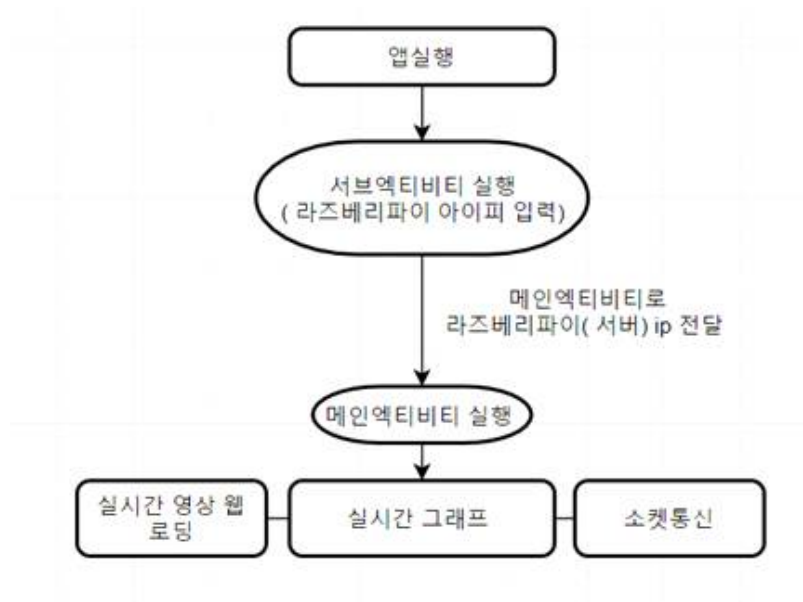 앱실행
서브엑티비티 실행
( 라즈베리파이 아이피 입력)
메인엑티비티로
라즈베리파이( 서버) ip 전달
메인엑티비티 실행
실시간 영상 웹
로딩
실시간 그래프
소켓통신